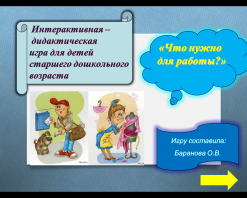 Интерактивная –
дидактическая
игра для детей
старшего дошкольного
возраста
«Что нужно
для работы?»
Игру составила:
Баранова О.В.